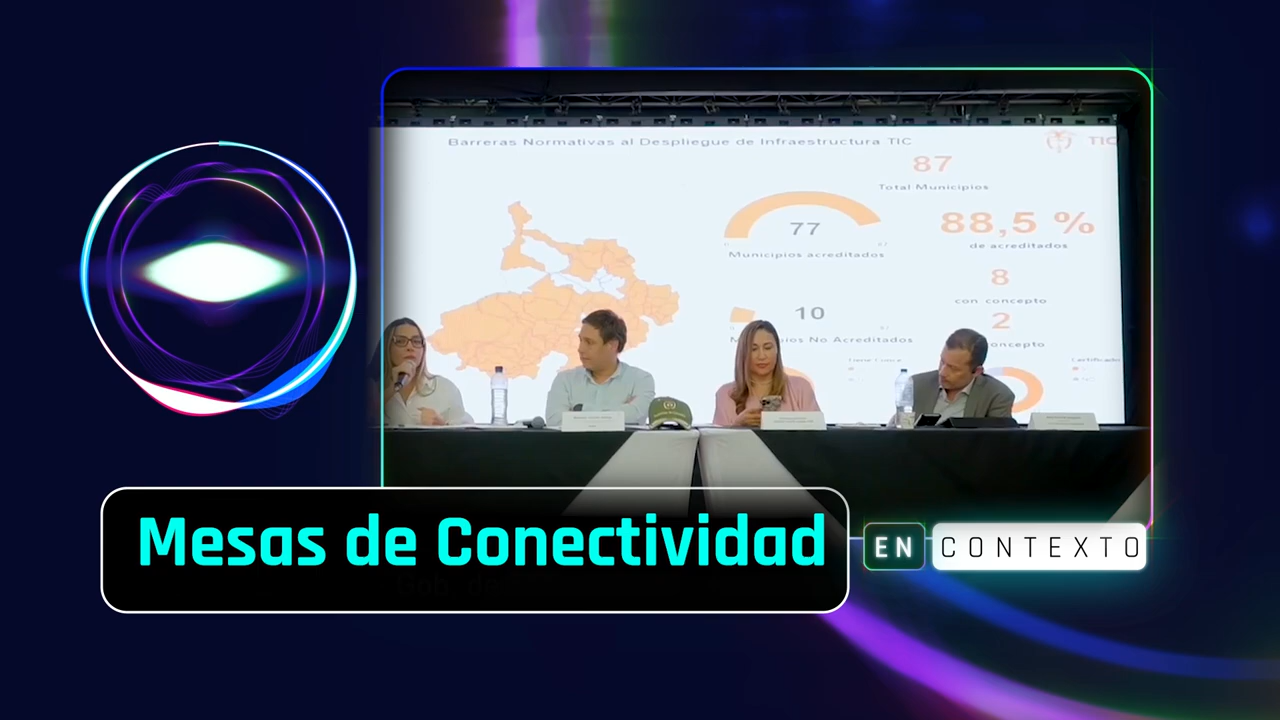 Barreras Normativas al Despliegue de Infraestructura TIC
TIC
87
Total Municipios
77
Municipios acreditados
88,5 %
de acreditados
8
con concepto
10
No Acreditados
2
concepto
Mesas de Conectividad
EN CONTEXTO